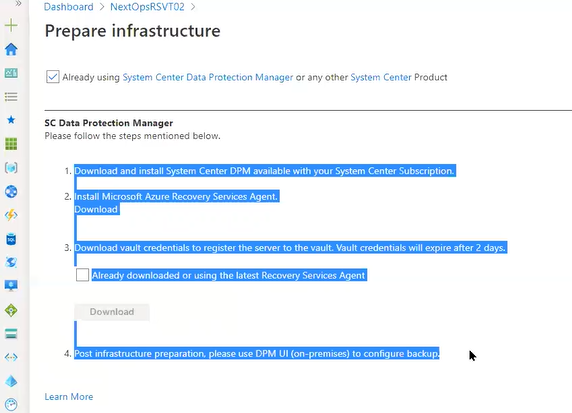 Dashboard > NextOpsRSVT02 >
Prepare infrastructure
Already using System Center Data Protection Manager or any other System Center Product
SC Data Protection Manager
Please follow the steps mentioned below.
1. Download and install System Center DPM available with your System Center Subscription.
2. Install Microsoft Azure Recovery Services Agent.
Download
3. Download vault credentials to register the server to the vault. Vault credentials will expire after 2 days.
Already downloaded or using the latest Recovery Services Agent
Download
4. Post infrastructure preparation, please use DPM UI (on-premises) to configure backup.
Learn More